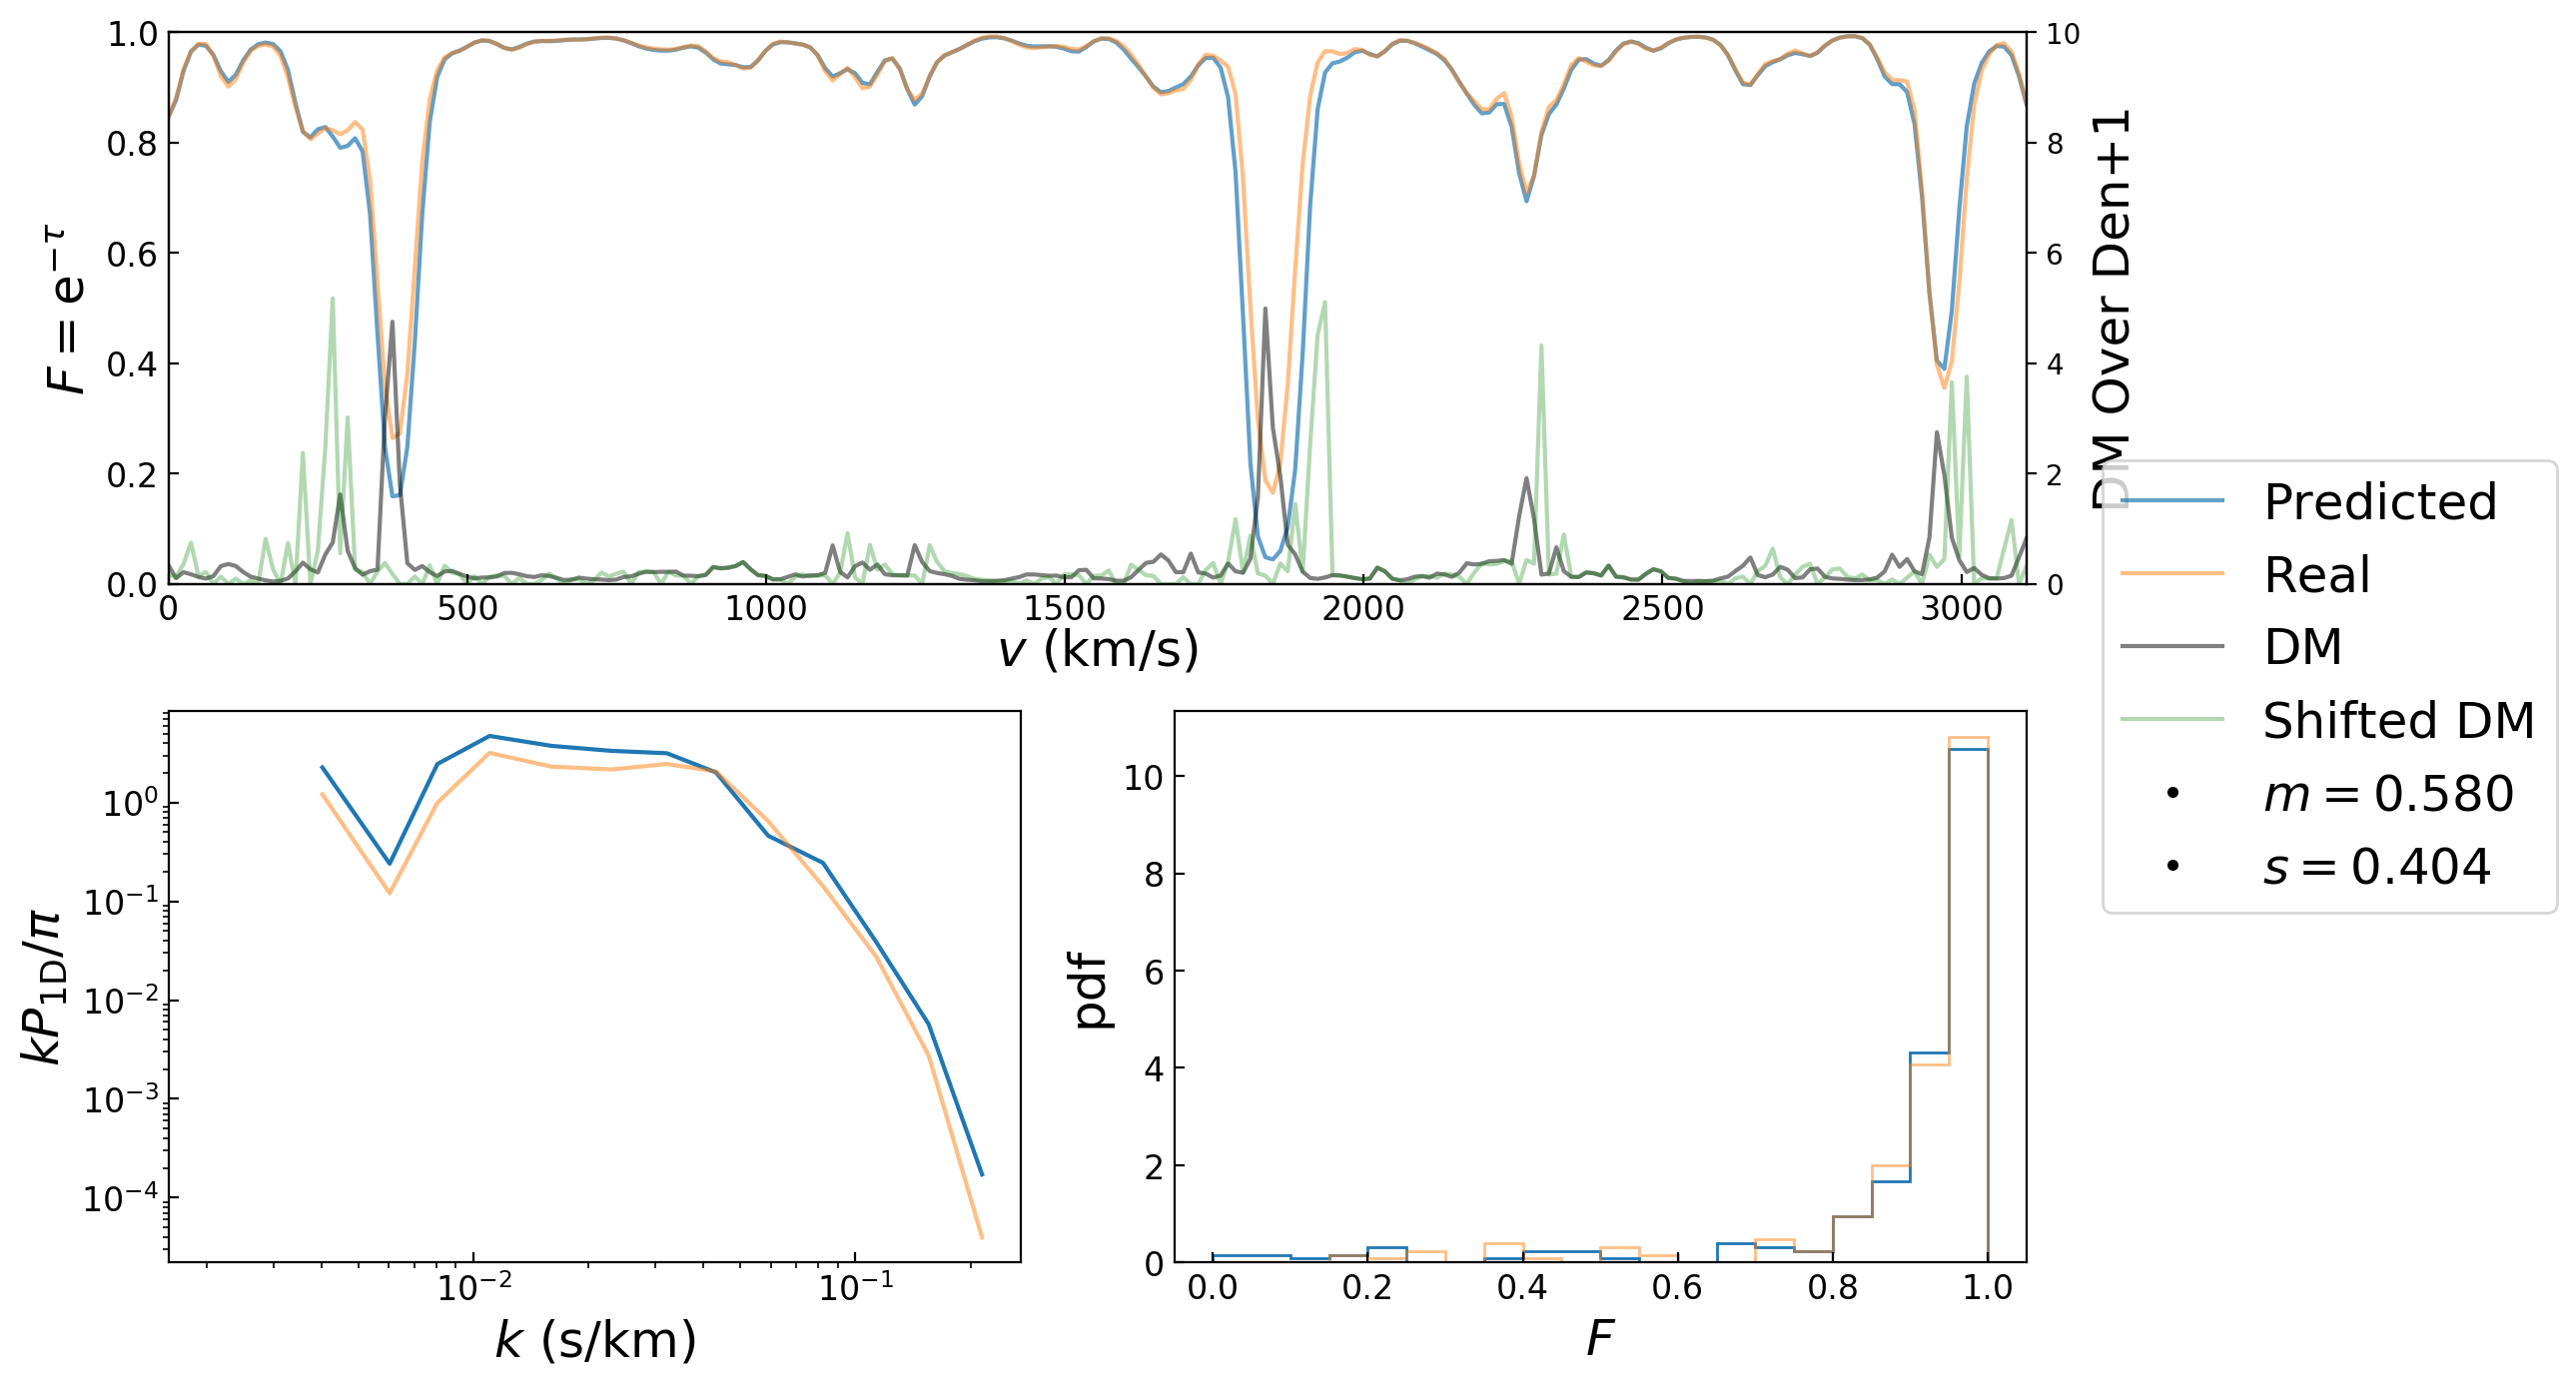 1.0
0.8
0.6
0.4
0.2
0.0
F = e^{-τ}
10
8
6
4
2
0
DM Over Den+1
0 500 1000 1500 2000 2500 3000
v (km/s)
Predicted
Real
DM
Shifted DM
m = 0.580
s = 0.404
10^0
10^{-1}
10^{-2}
10^{-3}
10^{-4}
kP_{1D}/π
10^{-2} 10^{-1}
k (s/km)
10
8
6
4
2
0
pdf
0.0 0.2 0.4 0.6 0.8 1.0
F